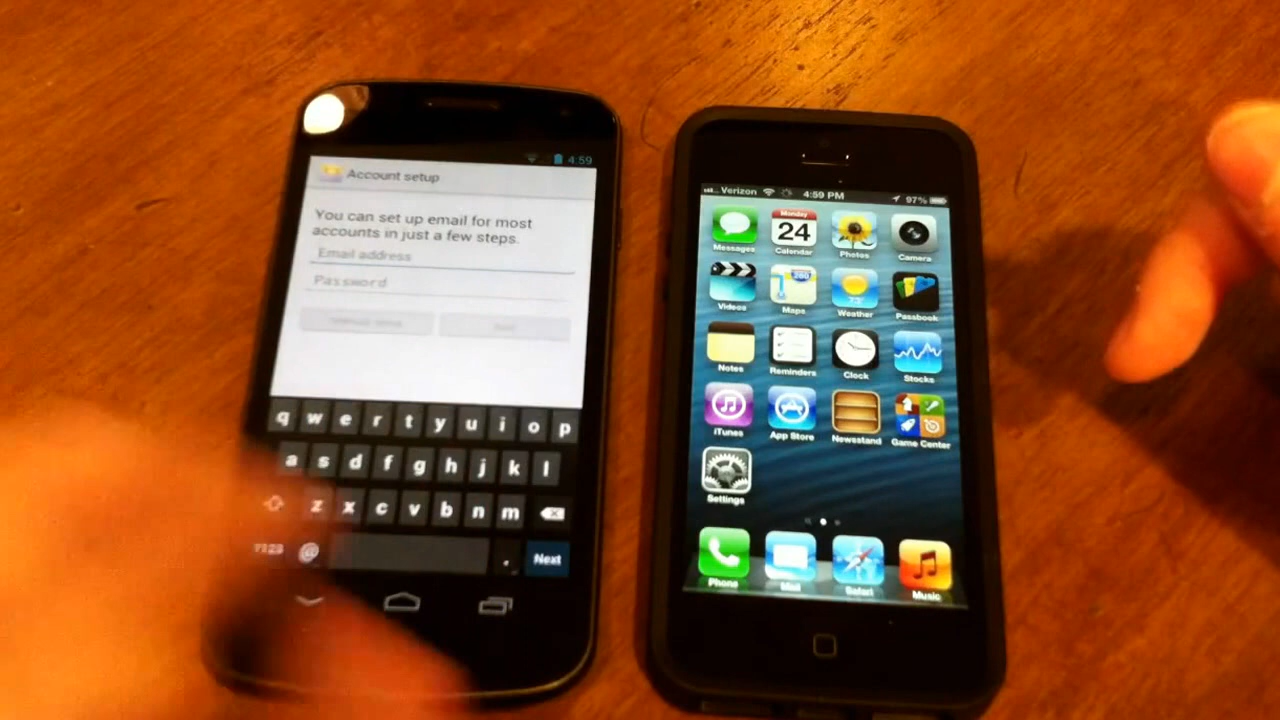 4:59
Account setup
You can set up email for most
accounts in just a few steps.
Email address
Password
q w e r t y u i o p
a s d f g h j k l
z x c v b n m
?123 @ . Next
Verizon 4:59 PM 97%
Monday
24
280
73°
Messages Calendar Photos Camera
Videos Maps Weather Passbook
Notes Reminders Clock Stocks
iTunes App Store Newsstand Game Center
Settings
Phone Mail Safari Music